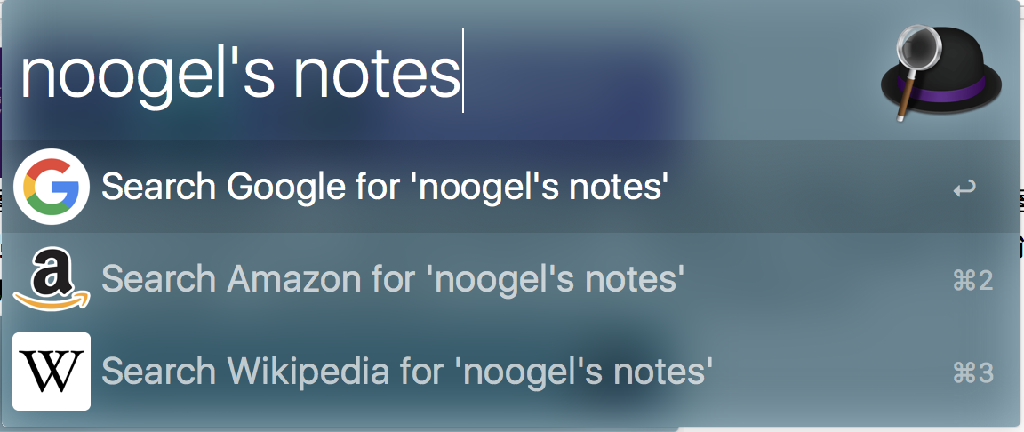 noogel's notes
Search Google for 'noogel's notes' ↩
Search Amazon for 'noogel's notes' ⌘2
Search Wikipedia for 'noogel's notes' ⌘3